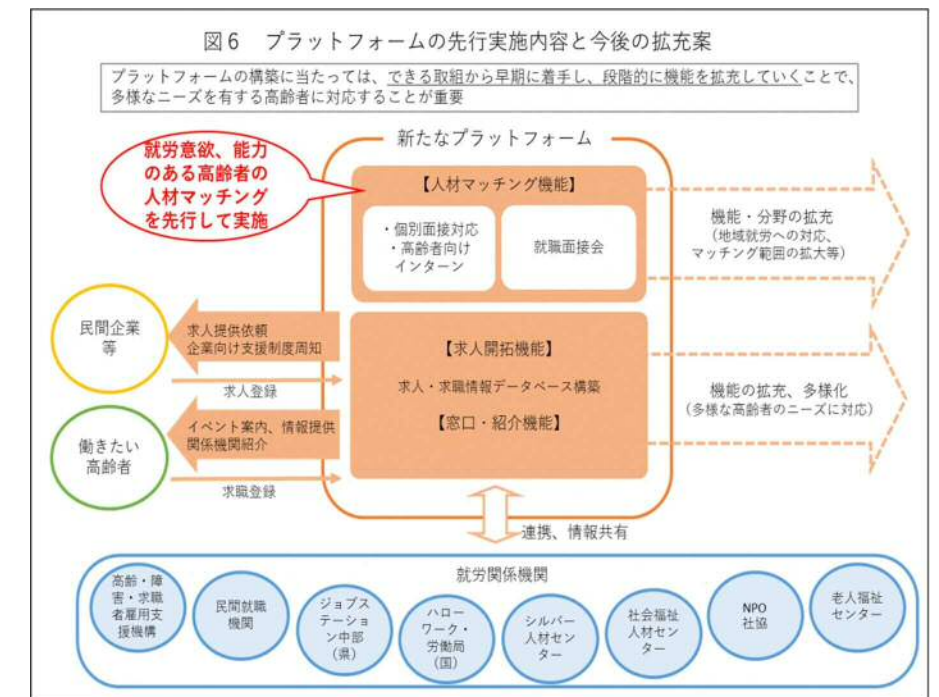 図6 プラットフォームの先行実施内容と今後の拡充案
プラットフォームの構築に当たっては、できる取組から早期に着手し、段階的に機能を拡充していくことで、
多様なニーズを有する高齢者に対応することが重要
新たなプラットフォーム
就労意欲、能力
のある高齢者の
人材マッチング
を先行して実施
【人材マッチング機能】
・個別面接対応
・高齢者向け
インターン
就職面接会
機能・分野の拡充
(地域就労への対応、
マッチング範囲の拡大等)
民間企業
等
求人提供依頼
企業向け支援制度周知
求人登録
【求人開拓機能】
求人・求職情報データベース構築
【窓口・紹介機能】
機能の拡充、多様化
(多様な高齢者のニーズに対応)
働きたい
高齢者
イベント案内、情報提供
関係機関紹介
求職登録
連携、情報共有
就労関係機関
高齢・障
害・求職
者雇用支
援機構
民間就職
機関
ジョブス
テーショ
ン中部
(県)
ハロー
ワーク・
労働局
(国)
シルバー
人材セン
ター
社会福祉
人材セン
ター
NPO
社協
老人福祉
センター